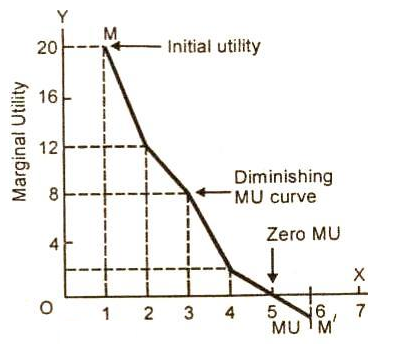 Y
M
20
Initial utility
16
Marginal Utility
12
Diminishing
MU curve
8
Zero MU
4
X
O
1 2 3 4 5 6 7
MU M′